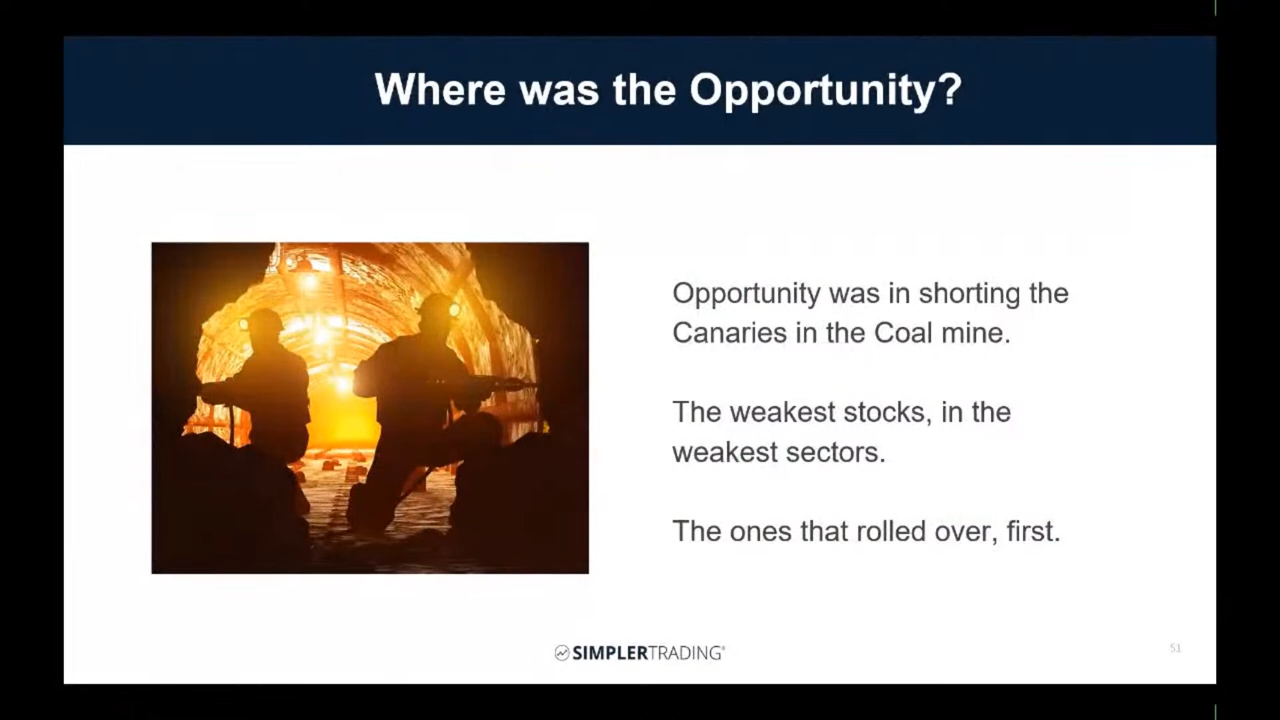 Where was the Opportunity?
Opportunity was in shorting the
Canaries in the Coal mine.
The weakest stocks, in the
weakest sectors.
The ones that rolled over, first.
SIMPLERTRADING®
51